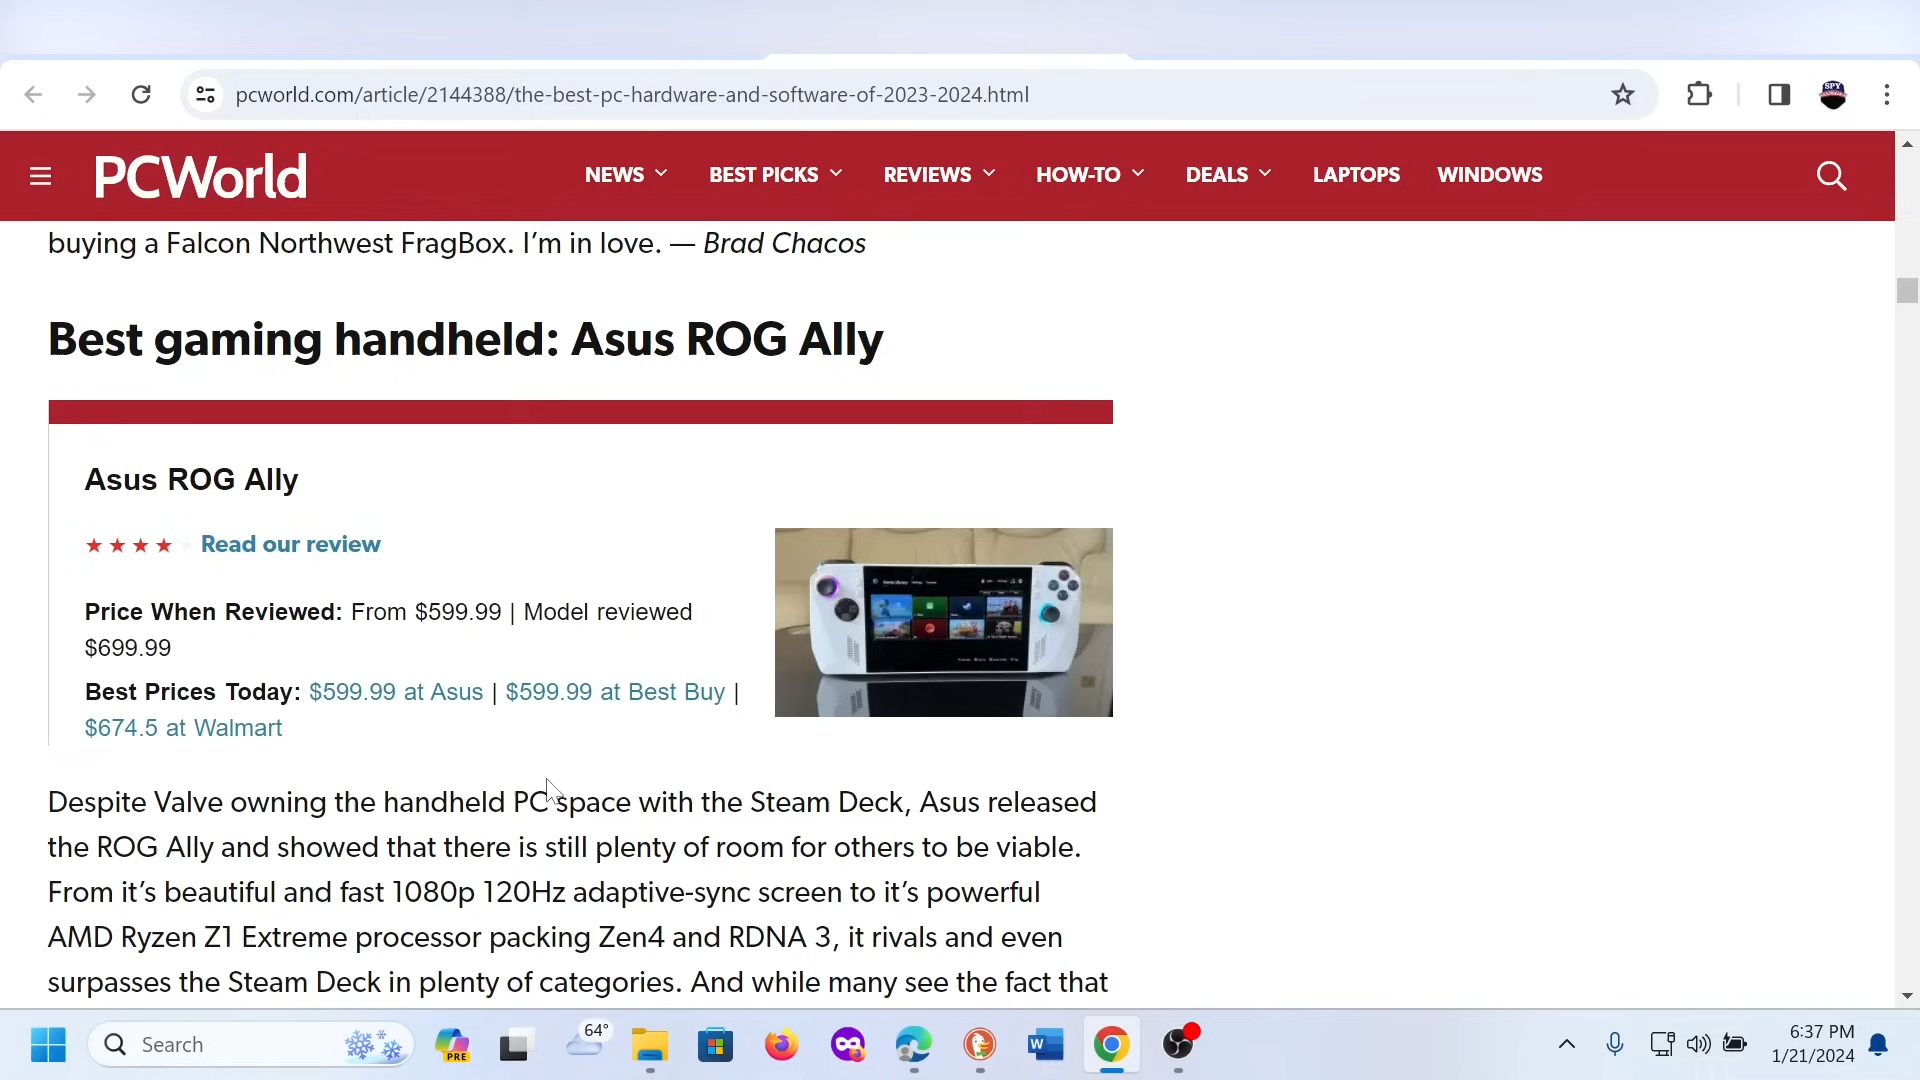 pcworld.com/article/2144388/the-best-pc-hardware-and-software-of-2023-2024.html
SPY
PCWorld
NEWS BEST PICKS REVIEWS HOW-TO DEALS LAPTOPS WINDOWS
buying a Falcon Northwest FragBox. I’m in love. — Brad Chacos
Best gaming handheld: Asus ROG Ally
Asus ROG Ally
Read our review
Price When Reviewed: From $599.99 | Model reviewed
$699.99
Best Prices Today: $599.99 at Asus | $599.99 at Best Buy |
$674.5 at Walmart
Despite Valve owning the handheld PC space with the Steam Deck, Asus released
the ROG Ally and showed that there is still plenty of room for others to be viable.
From it’s beautiful and fast 1080p 120Hz adaptive-sync screen to it’s powerful
AMD Ryzen Z1 Extreme processor packing Zen4 and RDNA 3, it rivals and even
surpasses the Steam Deck in plenty of categories. And while many see the fact that
Search
PRE
64°
W
6:37 PM
1/21/2024